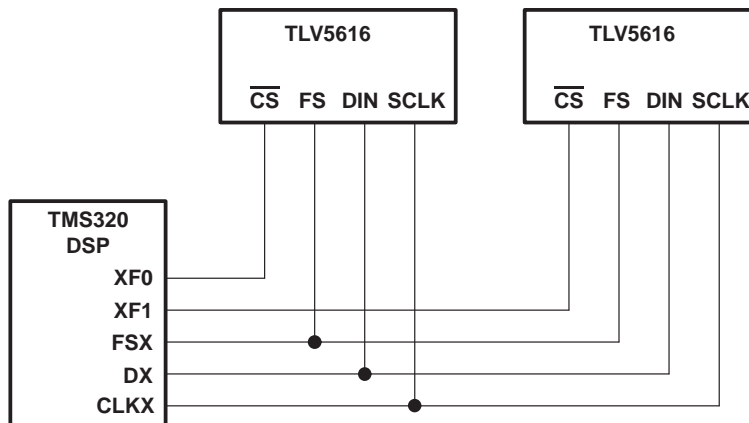 TLV5616
CS FS DIN SCLK
TLV5616
CS FS DIN SCLK
TMS320
DSP
XF0
XF1
FSX
DX
CLKX